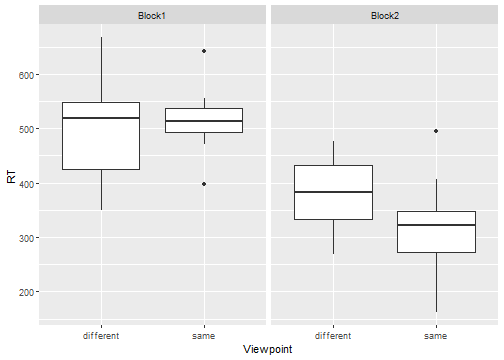 Block1
Block2
RT
600
500
400
300
200
different
same
different
same
Viewpoint